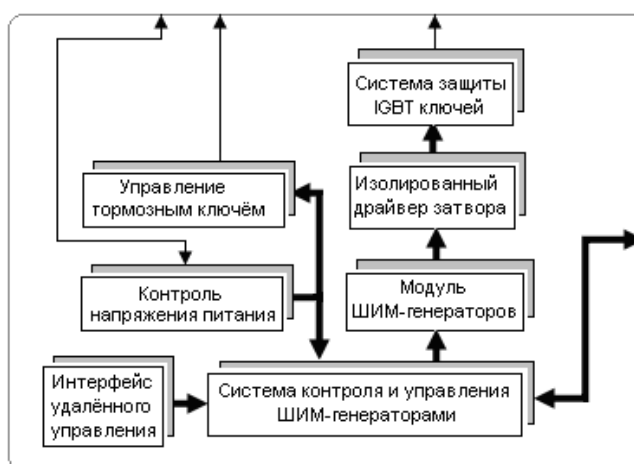 Система защиты
IGBT ключей
Управление
тормозным ключём
Изолированный
драйвер затвора
Контроль
напряжения питания
Модуль
ШИМ-генераторов
Интерфейс
удалённого
управления
Система контроля и управления
ШИМ-генераторами